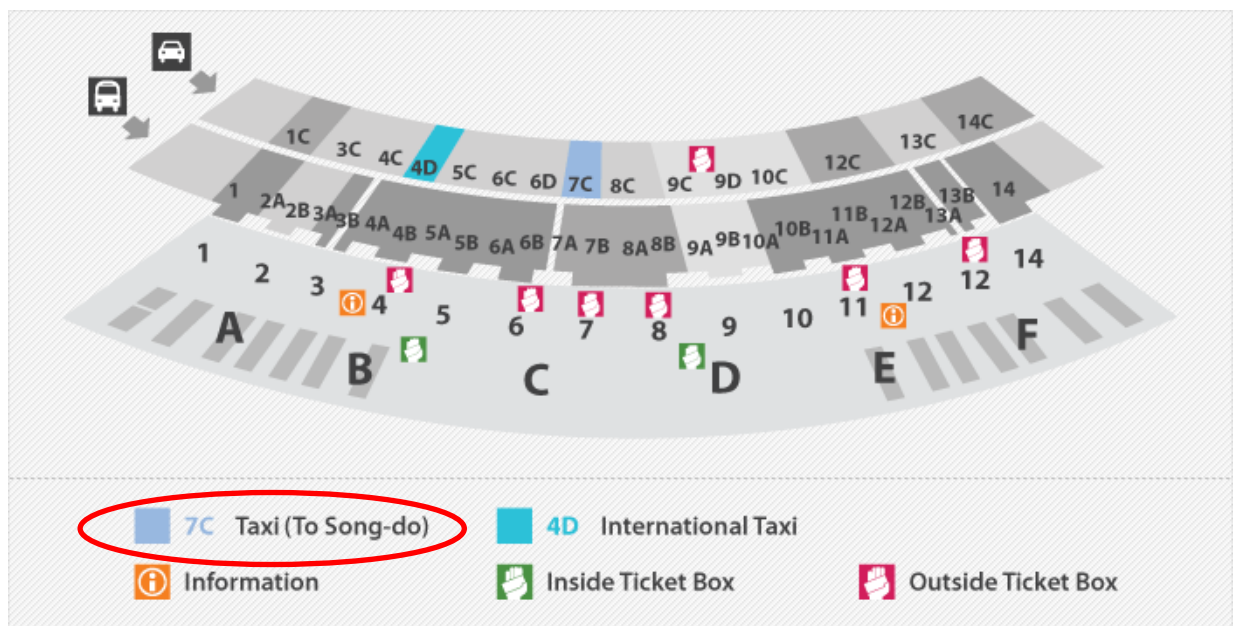 1C 3C 4C 4D 5C 6C 6D 7C 8C 9C 9D 10C 12C 13C 14C
1 2A 2B 3A 3B 4A 4B 5A 5B 6A 6B 7A 7B 8A 8B 9A 9B 10A 10B 11A 11B 12A 12B 13A 13B 14
1 2 3 4 5 6 7 8 9 10 11 12 12 14
A B C D E F
7C Taxi (To Song-do) 4D International Taxi
Information Inside Ticket Box Outside Ticket Box